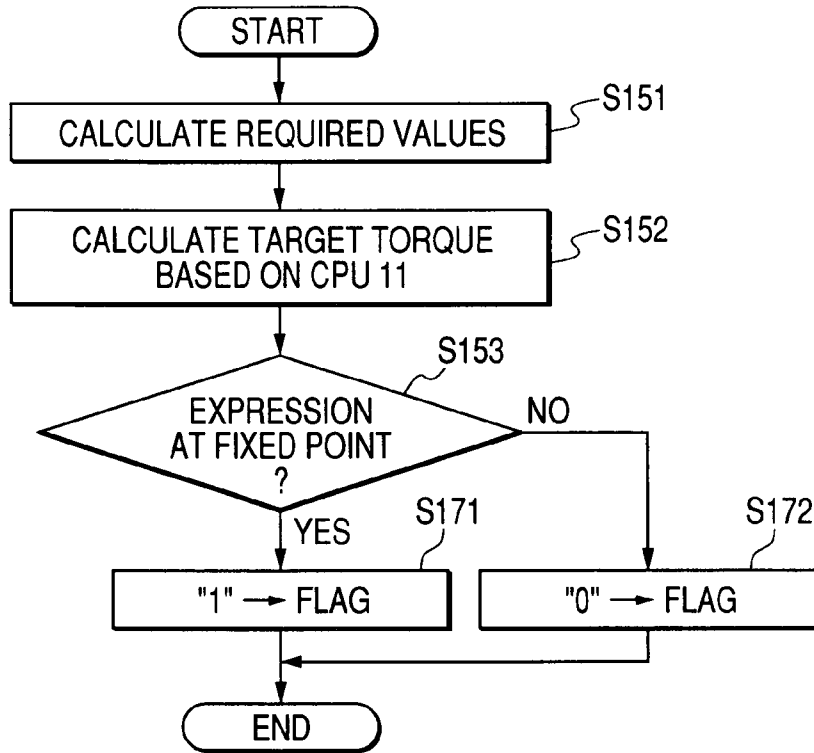 START
S151
CALCULATE REQUIRED VALUES
S152
CALCULATE TARGET TORQUE
BASED ON CPU 11
S153
EXPRESSION
AT FIXED POINT
?
NO
YES
S171
S172
"1" → FLAG
"0" → FLAG
END